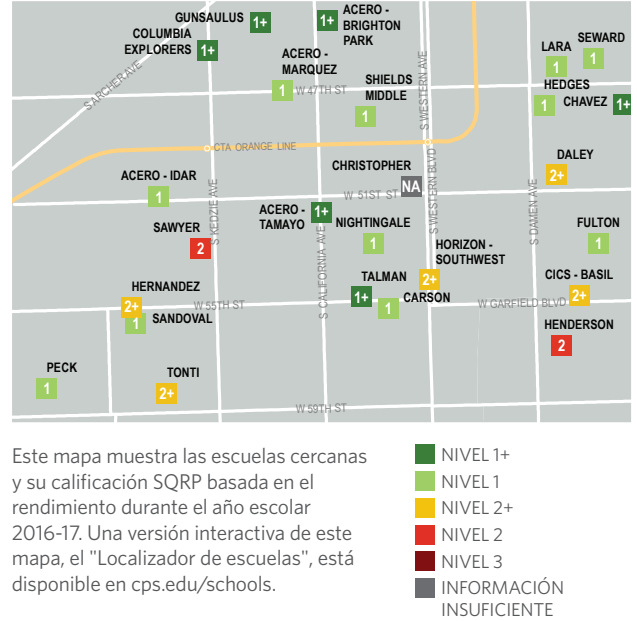 GUNSAULUS
1+
ACERO -
BRIGHTON
PARK
1+
COLUMBIA
EXPLORERS
1+
LARA
1
SEWARD
1
S ARCHER AVE
ACERO -
MARQUEZ
1
W 47TH ST
SHIELDS
MIDDLE
1
S WESTERN AVE
HEDGES
1
CHAVEZ
1+
CTA ORANGE LINE
CHRISTOPHER
NA
DALEY
2+
ACERO - IDAR
1
W 51ST ST
S KEDZIE AVE
S WESTERN BLVD
S DAMEN AVE
ACERO -
TAMAYO
1+
SAWYER
2
NIGHTINGALE
1
FULTON
1
S CALIFORNIA AVE
HORIZON -
SOUTHWEST
2+
HERNANDEZ
2+
TALMAN
1+
CICS - BASIL
2+
W 55TH ST
CARSON
1
W GARFIELD BLVD
SANDOVAL
1
HENDERSON
2
PECK
1
TONTI
2+
W 59TH ST
Este mapa muestra las escuelas cercanas
y su calificación SQRP basada en el
rendimiento durante el año escolar
2016-17. Una versión interactiva de este
mapa, el "Localizador de escuelas", está
disponible en cps.edu/schools.
NIVEL 1+
NIVEL 1
NIVEL 2+
NIVEL 2
NIVEL 3
INFORMACIÓN
INSUFICIENTE